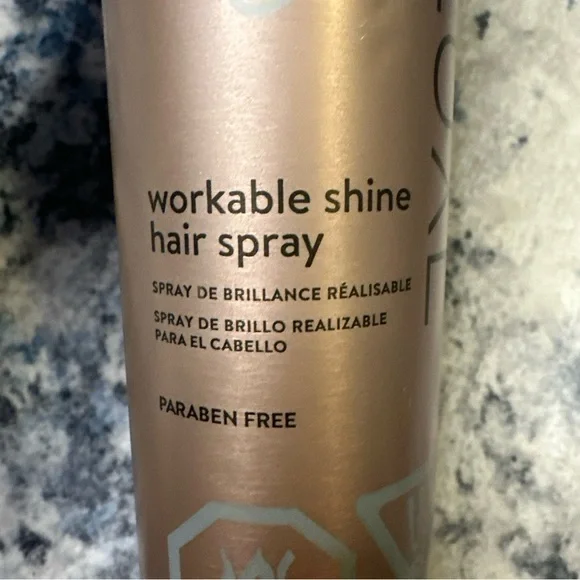 workable shine
hair spray
SPRAY DE BRILLANCE RÉALISABLE
SPRAY DE BRILLO REALIZABLE
PARA EL CABELLO
PARABEN FREE